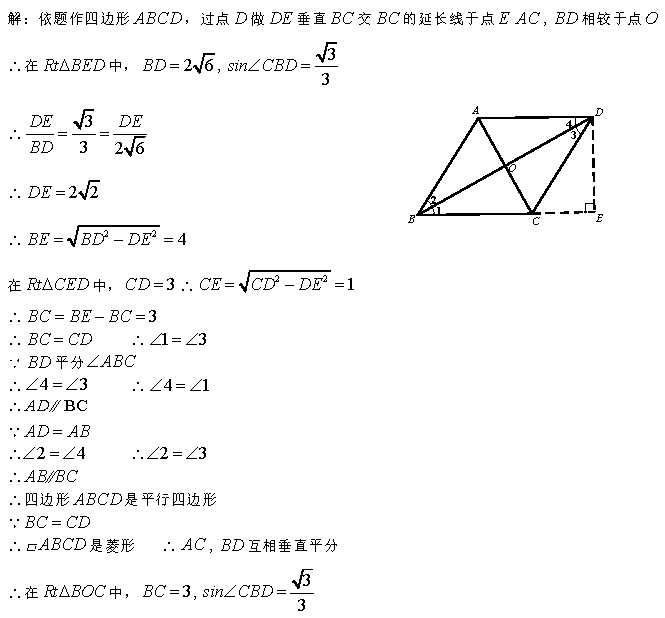 解：依题作四边形ABCD，过点D做DE垂直BC交BC的延长线于点E AC，BD相较于点O
∴在Rt△BED中，BD=2√6，sin∠CBD=√3/3
∴DE/BD=√3/3=DE/2√6
∴DE=2√2
∴BE=√(BD²−DE²)=4
在Rt△CED中，CD=3∴CE=√(CD²−DE²)=1
∴BC=BE−BC=3
∴BC=CD ∴∠1=∠3
∵BD平分∠ABC
∴∠4=∠3 ∴∠4=∠1
∴AD∥BC
∵AD=AB
∴∠2=∠4 ∴∠2=∠3
∴AB∥BC
∴四边形ABCD是平行四边形
∵BC=CD
∴▱ABCD是菱形 ∴AC，BD互相垂直平分
∴在Rt△BOC中，BC=3，sin∠CBD=√3/3
A
D
4
3
O
2
1
B
C
E